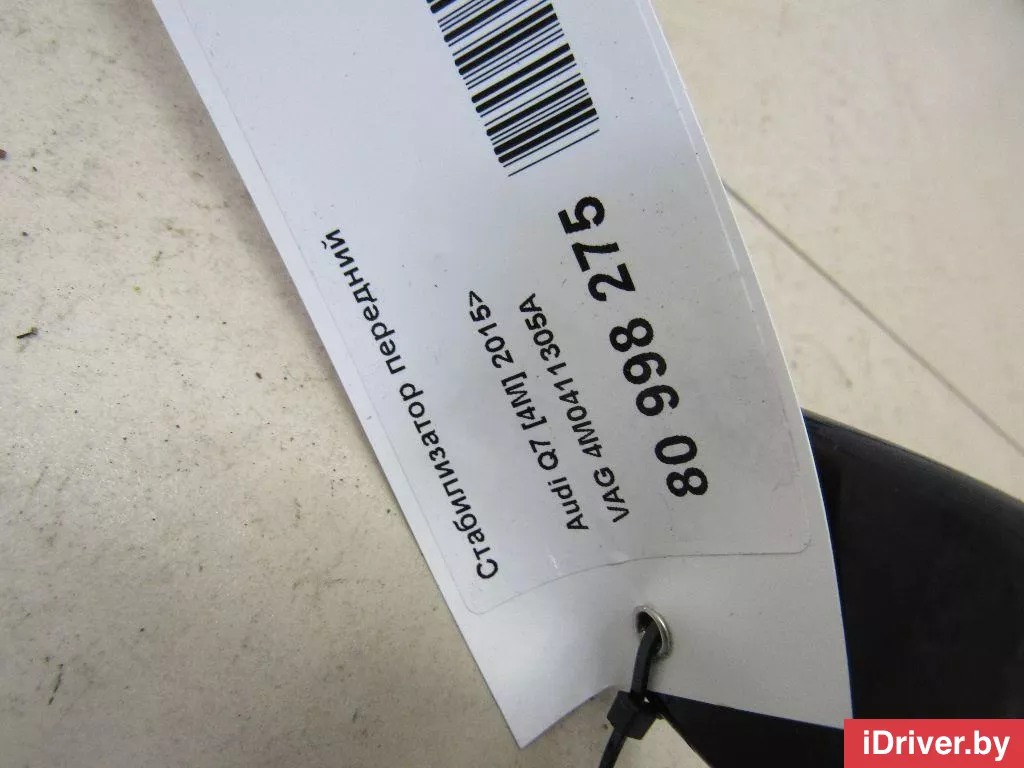 Стабилизатор передний
Audi Q7 [4M] 2015>
VAG 4M0411305A
80 998 275
iDriver.by